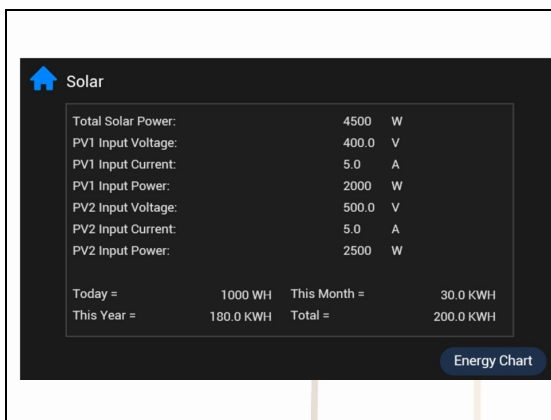 Solar
Total Solar Power: 4500 W
PV1 Input Voltage: 400.0 V
PV1 Input Current: 5.0 A
PV1 Input Power: 2000 W
PV2 Input Voltage: 500.0 V
PV2 Input Current: 5.0 A
PV2 Input Power: 2500 W
Today = 1000 WH This Month = 30.0 KWH
This Year = 180.0 KWH Total = 200.0 KWH
Energy Chart